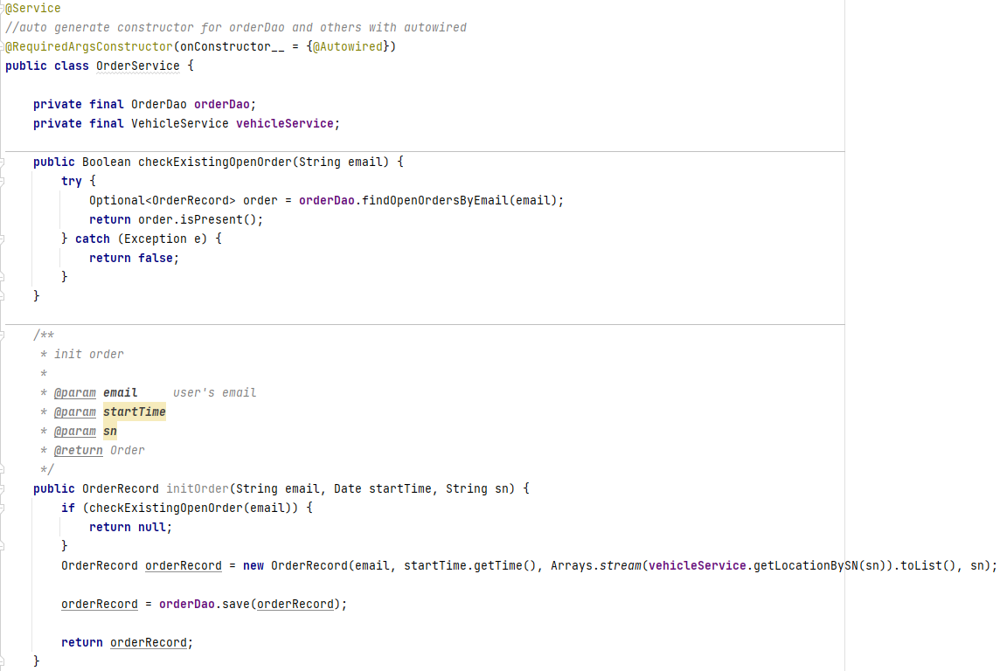 @Service
//auto generate constructor for orderDao and others with autowired
@RequiredArgsConstructor(onConstructor__ = {@Autowired})
public class OrderService {
    private final OrderDao orderDao;
    private final VehicleService vehicleService;
    public Boolean checkExistingOpenOrder(String email) {
        try {
            Optional<OrderRecord> order = orderDao.findOpenOrdersByEmail(email);
            return order.isPresent();
        } catch (Exception e) {
            return false;
        }
    }
    /**
     * init order
     *
     * @param email     user's email
     * @param startTime
     * @param sn
     * @return Order
     */
    public OrderRecord initOrder(String email, Date startTime, String sn) {
        if (checkExistingOpenOrder(email)) {
            return null;
        }
        OrderRecord orderRecord = new OrderRecord(email, startTime.getTime(), Arrays.stream(vehicleService.getLocationBySN(sn)).toList(), sn);
        orderRecord = orderDao.save(orderRecord);
        return orderRecord;
    }